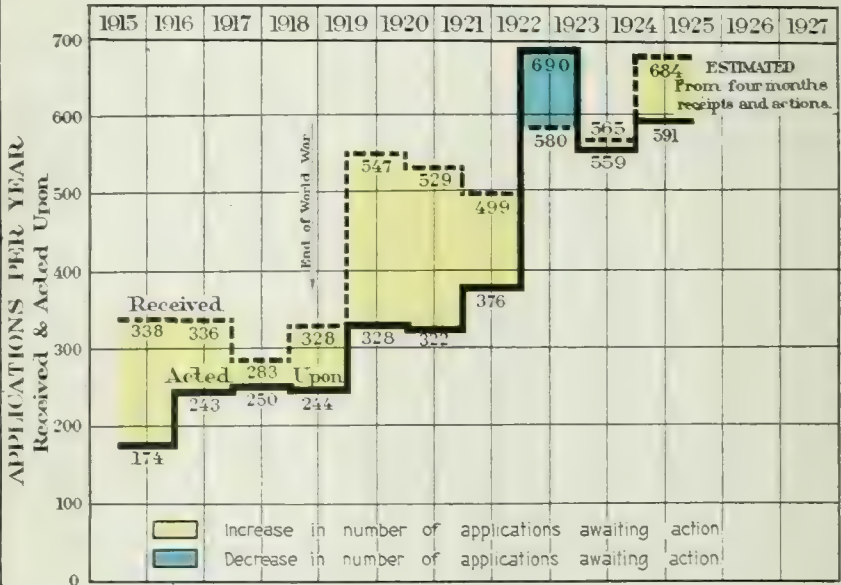 1915 1916 1917 1918 1919 1920 1921 1922 1923 1924 1925 1926 1927
APPLICATIONS PER YEAR
Received & Acted Upon
700
600
500
400
300
200
100
0
Received
338 336
283
328
547
529
499
580
565
684
Acted Upon
174
243
250
244
328
322
376
690
559
591
End of World War
ESTIMATED
From four months
receipts and actions.
Increase in number of applications awaiting action
Decrease in number of applications awaiting action